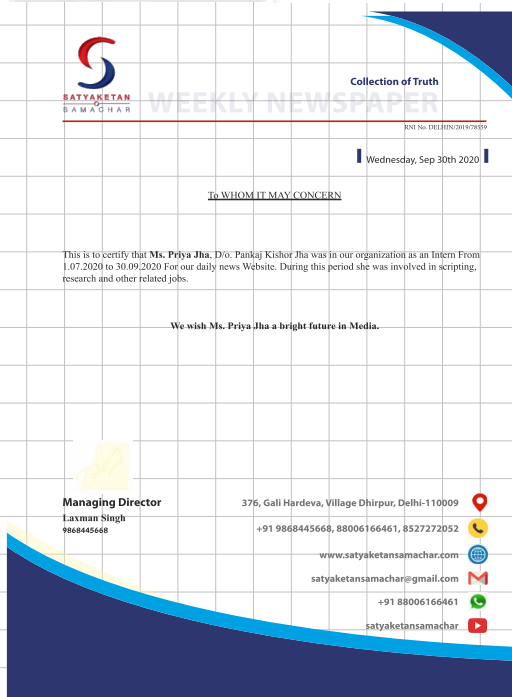 SATYAKETAN
SAMACHAR
Collection of Truth
WEEKLY NEWSPAPER
RNI No. DELHIN/2019/78559
Wednesday, Sep 30th 2020
To WHOM IT MAY CONCERN
This is to certify that Ms. Priya Jha, D/o. Pankaj Kishor Jha was in our organization as an Intern From
1.07.2020 to 30.09.2020 For our daily news Website. During this period she was involved in scripting,
research and other related jobs.
We wish Ms. Priya Jha a bright future in Media.
Managing Director
Laxman Singh
9868445668
376, Gali Hardeva, Village Dhirpur, Delhi-110009
+91 9868445668, 88006166461, 8527272052
www.satyaketansamachar.com
satyaketansamachar@gmail.com
+91 88006166461
satyaketansamachar